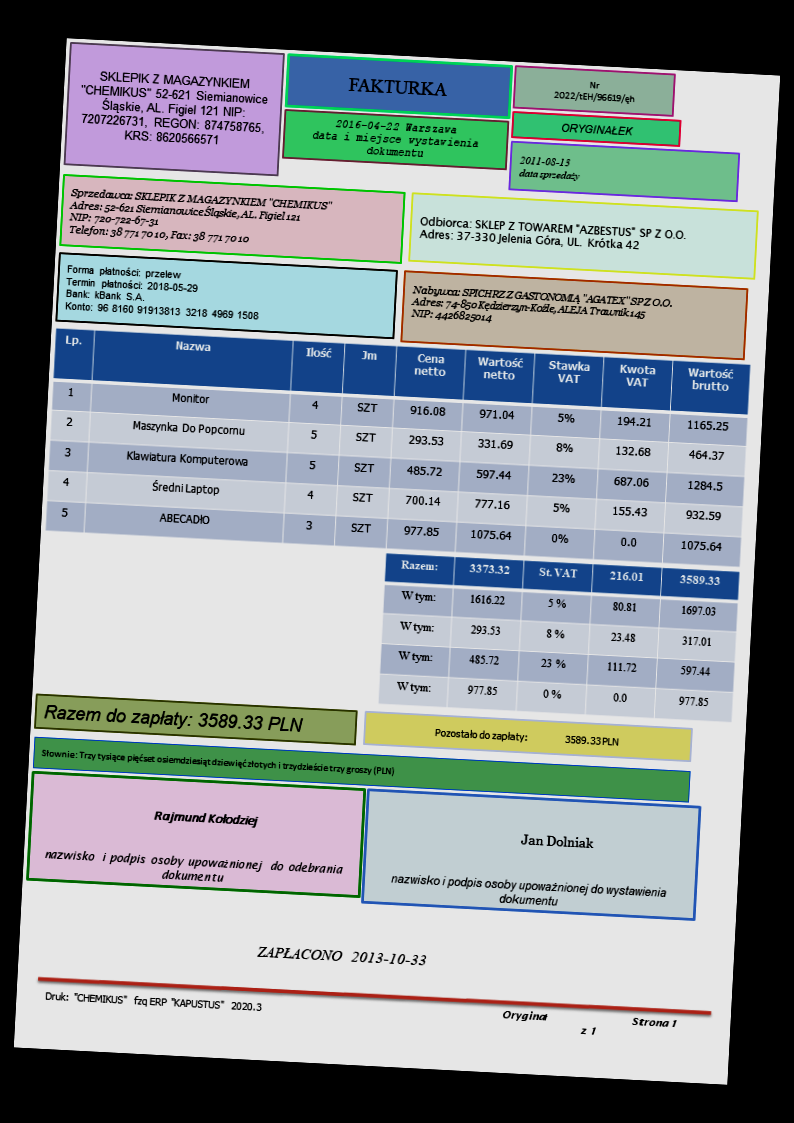 SKLEPIK Z MAGAZYNKIEM
"CHEMIKUS" 52-621 Siemianowice
Śląskie, AL. Figiel 121 NIP:
7207226731, REGON: 874758765,
KRS: 8620566571
FAKTURKA
2016-04-22 Warszawa
data i miejsce wystawienia
dokumentu
Nr
2022/tEH/96619/ęh
ORYGINAŁEK
2011-08-13
data sprzedaży
Sprzedawca: SKLEPIK Z MAGAZYNKIEM "CHEMIKUS"
Adres: 52-621 Siemianowice Śląskie, AL. Figiel 121
NIP: 720-722-67-31
Telefon: 38 771 70 10, Fax: 38 771 70 10
Odbiorca: SKLEP Z TOWAREM "AZBESTUS" SP Z O.O.
Adres: 37-330 Jelenia Góra, UL. Krótka 42
Forma płatności: przelew
Termin płatności: 2018-05-29
Bank: kBank S.A.
Konto: 96 8160 91913813 3218 4969 1508
Nabywca: SPICHRZ Z GASTONOMIĄ "AGATEX" SP Z O.O.
Adres: 74-850 Kędzierzyn-Koźle, ALEJA Trawnik 145
NIP: 4426825014
Lp. Nazwa Ilość Jm Cena netto Wartość netto Stawka VAT Kwota VAT Wartość brutto
1 Monitor 4 SZT 916.08 971.04 5% 194.21 1165.25
2 Maszynka Do Popcornu 5 SZT 293.53 331.69 8% 132.68 464.37
3 Klawiatura Komputerowa 5 SZT 485.72 597.44 23% 687.06 1284.5
4 Średni Laptop 4 SZT 700.14 777.16 5% 155.43 932.59
5 ABECADŁO 3 SZT 977.85 1075.64 0% 0.0 1075.64
Razem: 3373.32 St. VAT 216.01 3589.33
W tym: 1616.22 5 % 80.81 1697.03
W tym: 293.53 8 % 23.48 317.01
W tym: 485.72 23 % 111.72 597.44
W tym: 977.85 0 % 0.0 977.85
Razem do zapłaty: 3589.33 PLN
Pozostało do zapłaty: 3589.33 PLN
Słownie: Trzy tysiące pięćset osiemdziesiąt dziewięć złotych i trzydzieście trzy groszy (PLN)
Rajmund Kołodziej
nazwisko i podpis osoby upoważnionej do odebrania
dokumentu
Jan Dolniak
nazwisko i podpis osoby upoważnionej do wystawienia
dokumentu
ZAPŁACONO 2013-10-33
Druk: "CHEMIKUS" fzq ERP "KAPUSTUS" 2020.3
Oryginał
Strona 1
z 1